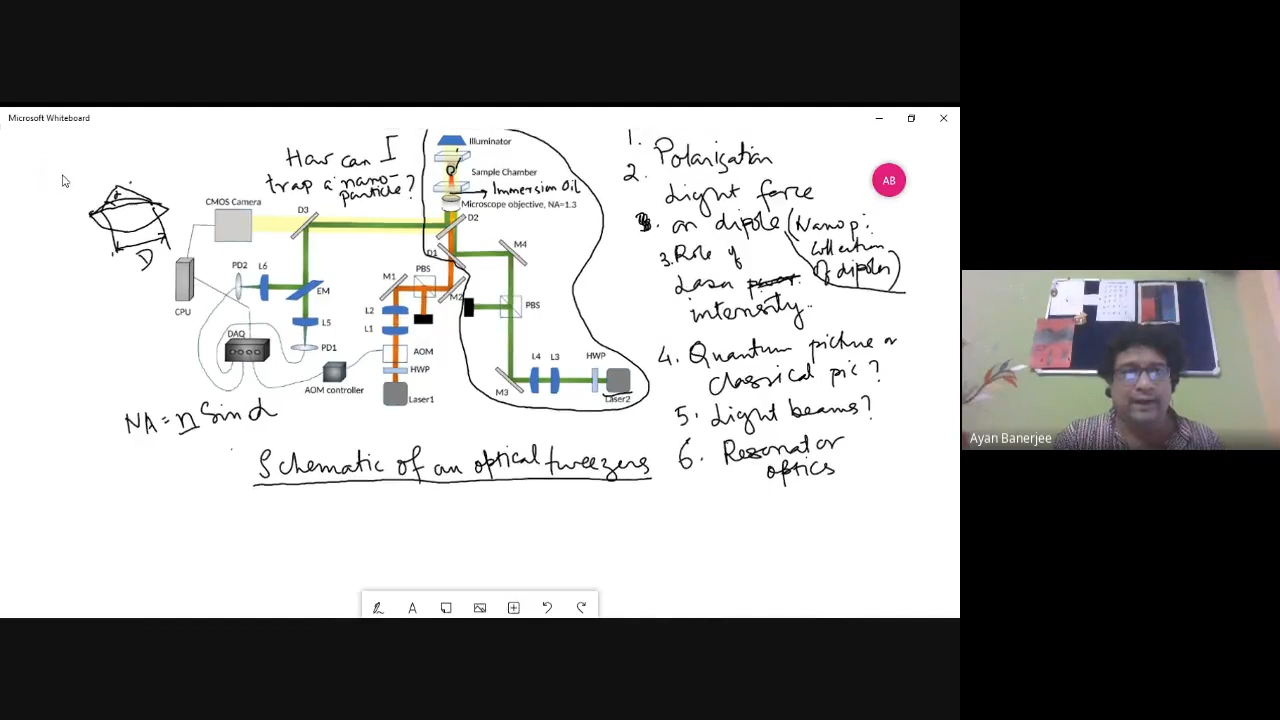 Microsoft Whiteboard
How can I
trap a nano-
particle?
Illuminator
Sample Chamber
Immersion Oil
Microscope objective, NA=1.3
CMOS Camera
D3
D2
D1
M4
α
D
PD2
L6
EM
CPU
L5
PD1
DAQ
AOM controller
M1
PBS
M2
L2
L1
AOM
HWP
Laser1
PBS
L4
L3
HWP
M3
Laser2
NA = n Sin α
Schematic of an optical tweezers
1.
Polarization
2.
Light force
on dipole (Nanop:
Collection
of dipoles)
3. Role of
Laser
intensity.
4. Quantum picture or
classical pic?
5. Light beams?
6. Resonator
optics
AB
A
Ayan Banerjee